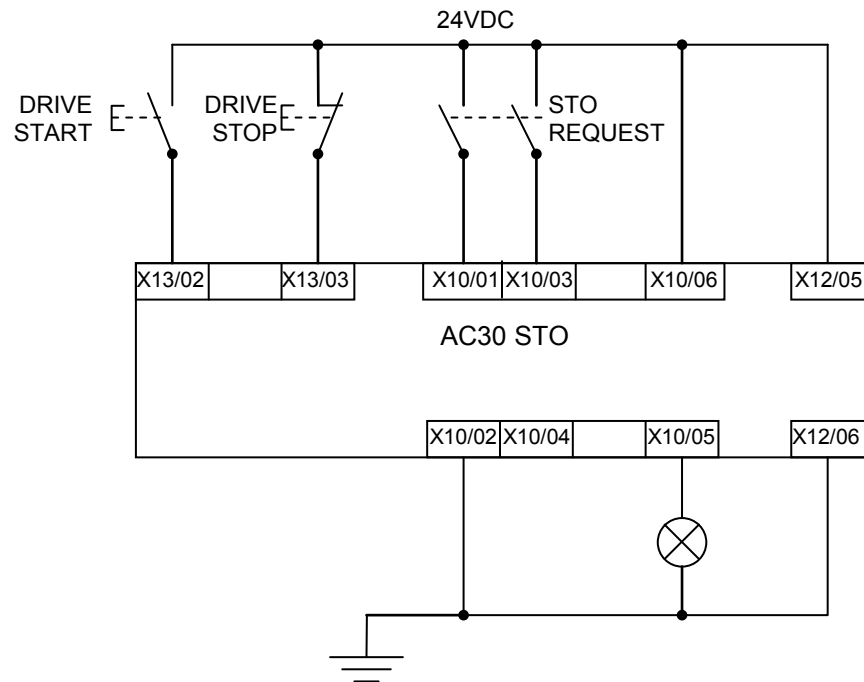 24VDC
DRIVE
START
DRIVE
STOP
STO
REQUEST
X13/02
X13/03
X10/01
X10/03
X10/06
X12/05
AC30 STO
X10/02
X10/04
X10/05
X12/06